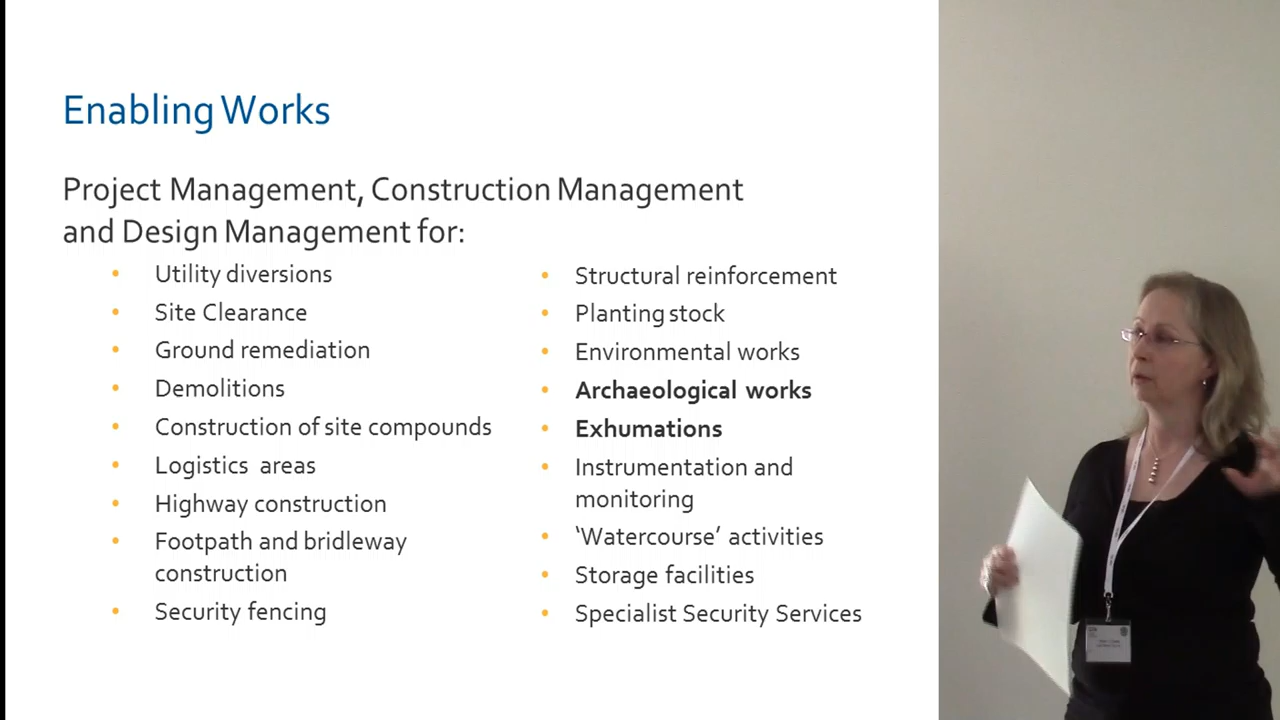 Enabling Works
Project Management, Construction Management
and Design Management for:
• Utility diversions
• Site Clearance
• Ground remediation
• Demolitions
• Construction of site compounds
• Logistics areas
• Highway construction
• Footpath and bridleway
construction
• Security fencing
• Structural reinforcement
• Planting stock
• Environmental works
• Archaeological works
• Exhumations
• Instrumentation and
monitoring
• ‘Watercourse’ activities
• Storage facilities
• Specialist Security Services